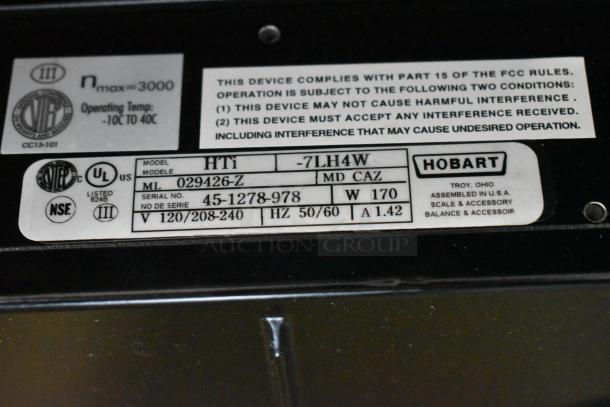 III
nmax=3000
NTEP
Operating Temp:
-10C TO 40C
CC13-101
THIS DEVICE COMPLIES WITH PART 15 OF THE FCC RULES.
OPERATION IS SUBJECT TO THE FOLLOWING TWO CONDITIONS:
(1) THIS DEVICE MAY NOT CAUSE HARMFUL INTERFERENCE .
(2) THIS DEVICE MUST ACCEPT ANY INTERFERENCE RECEIVED.
INCLUDING INTERFERENCE THAT MAY CAUSE UNDESIRED OPERATION.
NTEP
C UL US
LISTED
624B
NSF
III
MODEL
MODELE HTi -7LH4W
ML 029426-Z MD CAZ
SERIAL NO.
NO DE SERIE 45-1278-978 W 170
V 120/208-240 HZ 50/60 A 1.42
HOBART
TROY, OHIO
ASSEMBLED IN U.S.A.
SCALE & ACCESSORY
BALANCE & ACCESSOIR
AUCTION GROUP